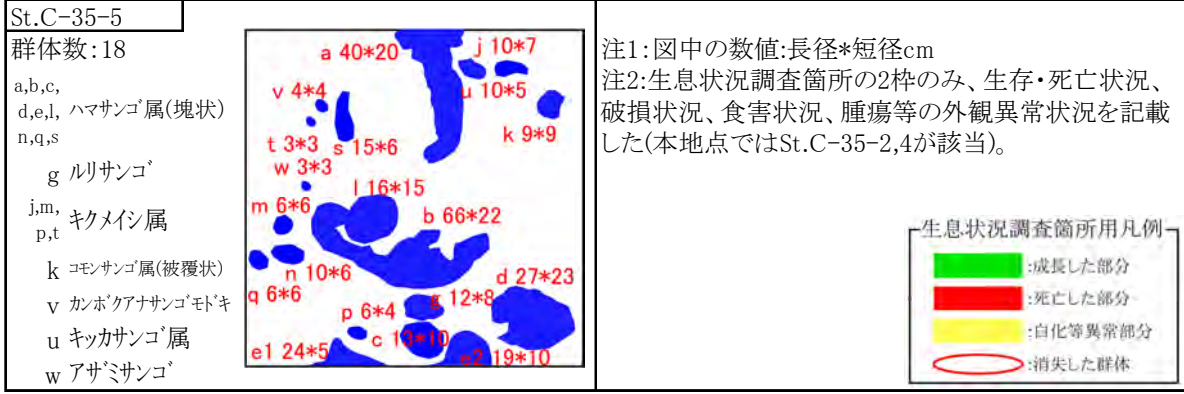 St.C-35-5
群体数:18
a,b,c,
d,e,l, ハマサンゴ属(塊状)
n,q,s
g ルリサンゴ
j,m, キクメイシ属
p,t
k コモンサンゴ属(被覆状)
v カンボクアナサンゴモドキ
u キッカサンゴ属
w アザミサンゴ
a 40*20
j 10*7
v 4*4
u 10*5
k 9*9
t 3*3
s 15*6
w 3*3
l 16*15
m 6*6
b 66*22
n 10*6
d 27*23
q 6*6
g 12*8
p 6*4
c 13*10
e1 24*5
e2 19*10
注1:図中の数値:長径*短径cm
注2:生息状況調査箇所の2枠のみ、生存・死亡状況、
破損状況、食害状況、腫瘍等の外観異常状況を記載
した(本地点ではSt.C-35-2,4が該当)。
生息状況調査箇所用凡例
:成長した部分
:死亡した部分
:白化等異常部分
:消失した群体